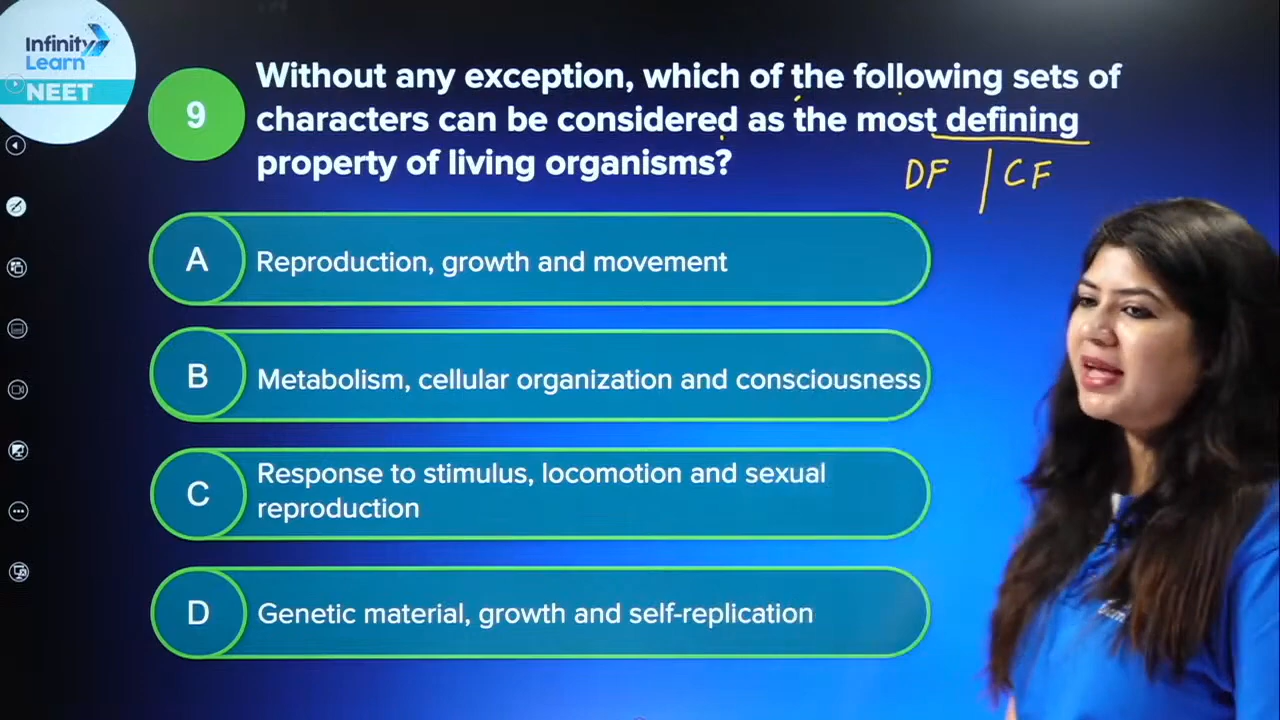 Infinity
Learn
NEET
9
Without any exception, which of the following sets of
characters can be considered as the most defining
property of living organisms?
DF | CF
A
Reproduction, growth and movement
B
Metabolism, cellular organization and consciousness
C
Response to stimulus, locomotion and sexual
reproduction
D
Genetic material, growth and self-replication